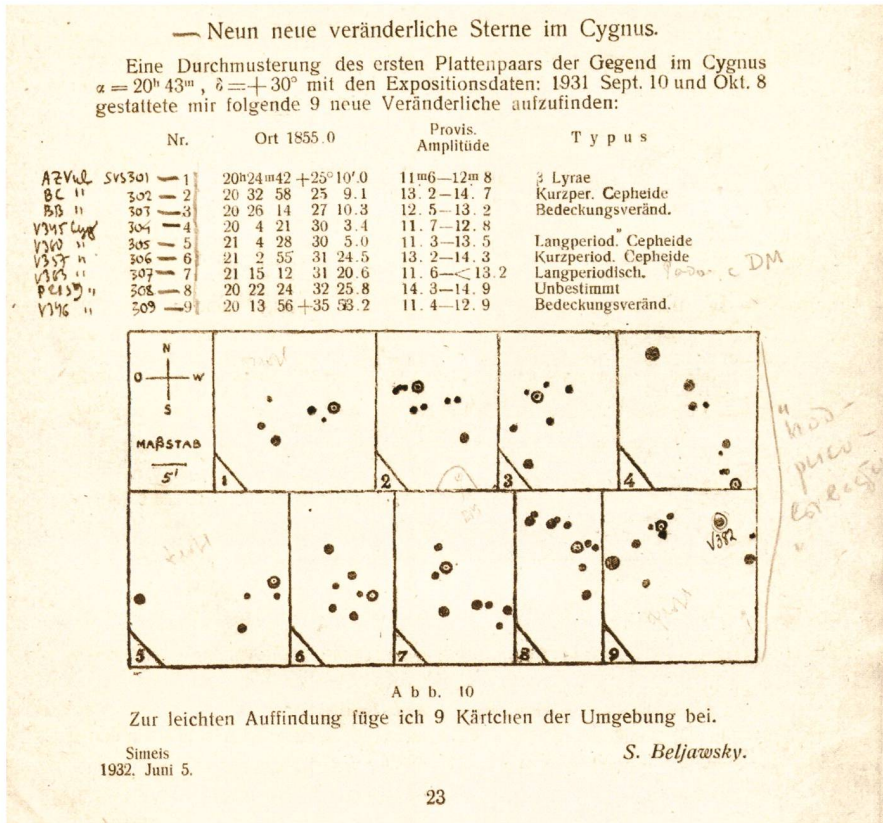 — Neun neue veränderliche Sterne im Cygnus.
Eine Durchmusterung des ersten Plattenpaars der Gegend im Cygnus
α = 20ʰ 43ᵐ, δ = + 30° mit den Expositionsdaten: 1931 Sept. 10 und Okt. 8
gestattete mir folgende 9 neue Veränderliche aufzufinden:
Nr. Ort 1855.0 Provis. Amplitüde Typus
AZ Vul SVS301 — 1 20ʰ24ᵐ42 +25°10′.0 11ᵐ6—12ᵐ8 β Lyrae
BC " 302 — 2 20 32 58 25 9.1 13. 2—14. 7 Kurzper. Cepheide
BB " 303 — 3 20 26 14 27 10.3 12. 5—13. 2 Bedeckungsveränd.
V345 Cyg 304 — 4 20 4 21 30 3.4 11. 7—12. 8 "
V360 " 305 — 5 21 4 28 30 5.0 11. 3—13. 5 Langperiod. Cepheide
V357 " 306 — 6 21 2 55 31 24.5 13. 2—14. 3 Kurzperiod. Cepheide
307 — 7 21 15 12 31 20.6 11. 6—<13. 2 Langperiodisch. c DM
" 308 — 8 20 22 24 32 25.8 14. 3—14. 9 Unbestimmt
V346 " 309 — 9 20 13 56 +35 53.2 11. 4—12. 9 Bedeckungsveränd.
N
O W
S
MAßSTAB
5'
1 2 3 4
V382
5 6 7 8 9
Abb. 10
Zur leichten Auffindung füge ich 9 Kärtchen der Umgebung bei.
Simeis
1932. Juni 5.
S. Beljawsky.
23